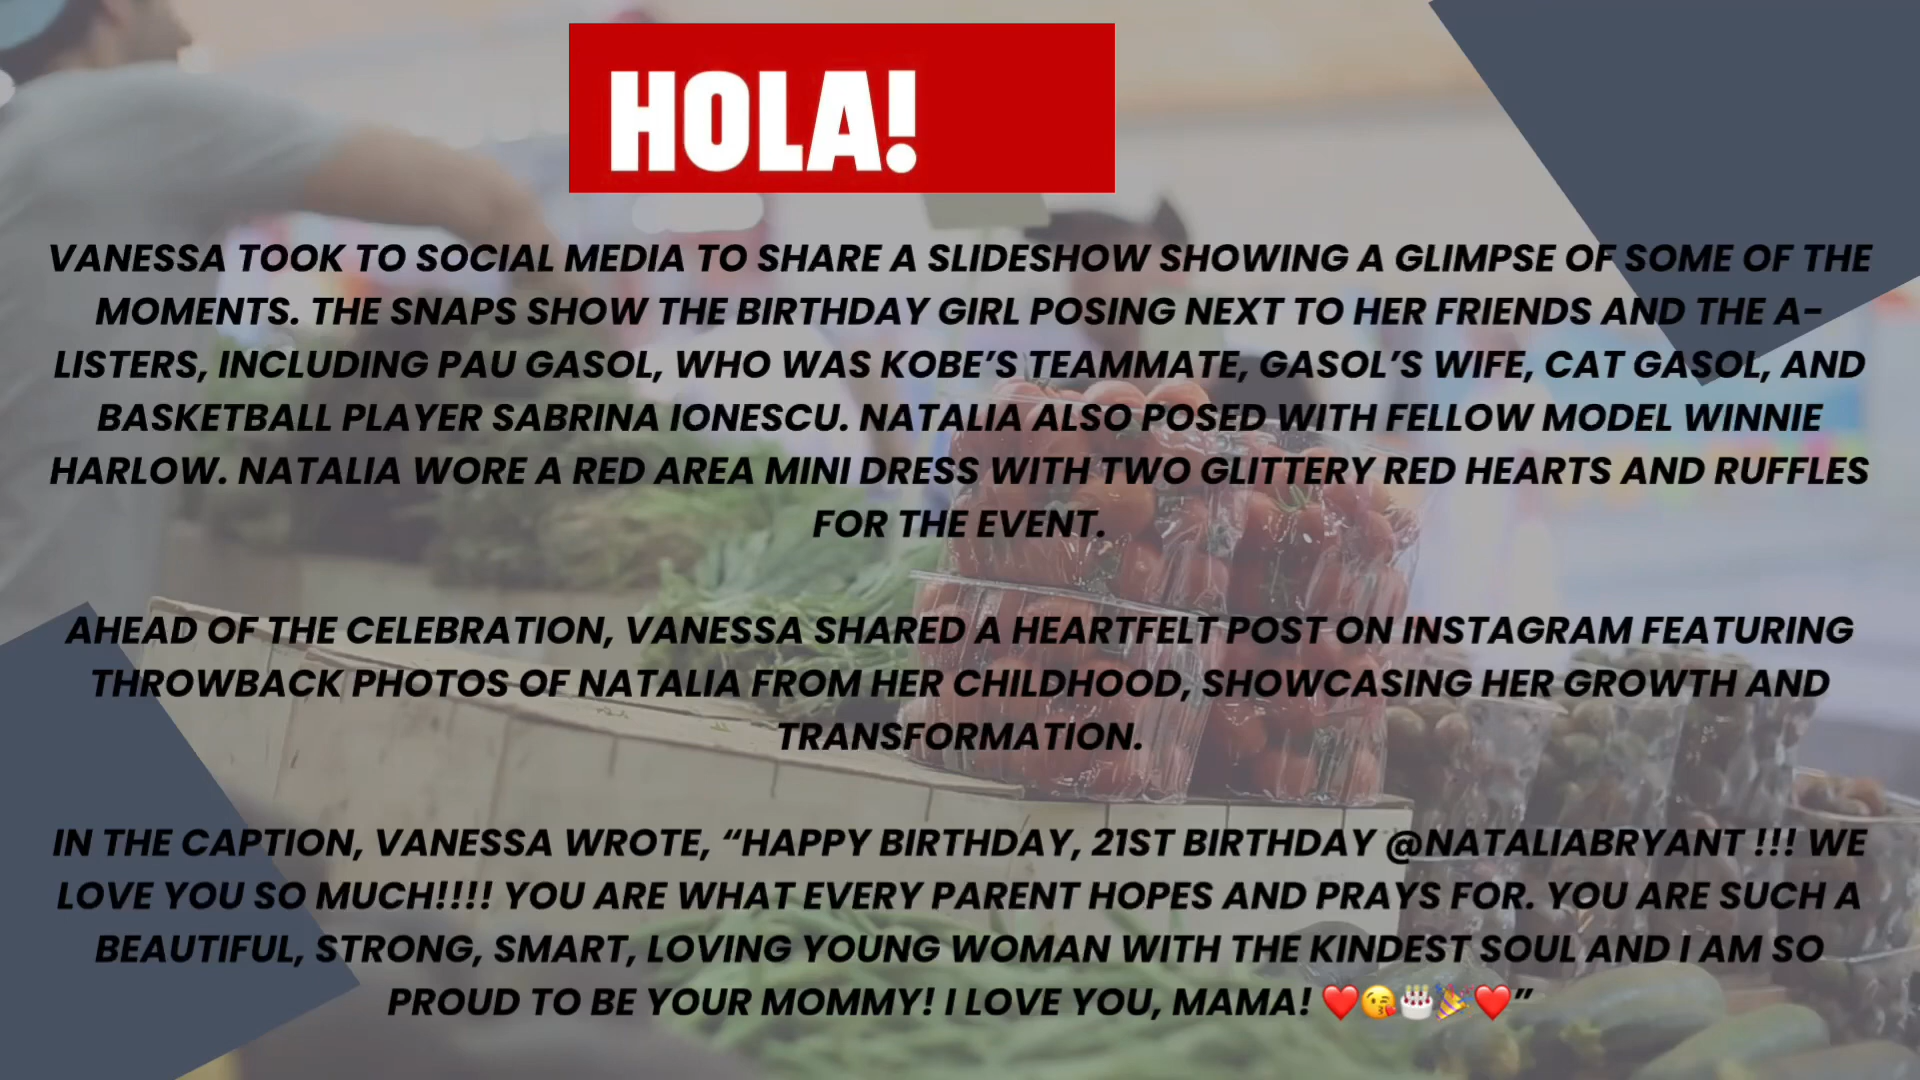 HOLA!
VANESSA TOOK TO SOCIAL MEDIA TO SHARE A SLIDESHOW SHOWING A GLIMPSE OF SOME OF THE
MOMENTS. THE SNAPS SHOW THE BIRTHDAY GIRL POSING NEXT TO HER FRIENDS AND THE A-
LISTERS, INCLUDING PAU GASOL, WHO WAS KOBE’S TEAMMATE, GASOL’S WIFE, CAT GASOL, AND
BASKETBALL PLAYER SABRINA IONESCU. NATALIA ALSO POSED WITH FELLOW MODEL WINNIE
HARLOW. NATALIA WORE A RED AREA MINI DRESS WITH TWO GLITTERY RED HEARTS AND RUFFLES
FOR THE EVENT.
AHEAD OF THE CELEBRATION, VANESSA SHARED A HEARTFELT POST ON INSTAGRAM FEATURING
THROWBACK PHOTOS OF NATALIA FROM HER CHILDHOOD, SHOWCASING HER GROWTH AND
TRANSFORMATION.
IN THE CAPTION, VANESSA WROTE, “HAPPY BIRTHDAY, 21ST BIRTHDAY @NATALIABRYANT !!! WE
LOVE YOU SO MUCH!!!! YOU ARE WHAT EVERY PARENT HOPES AND PRAYS FOR. YOU ARE SUCH A
BEAUTIFUL, STRONG, SMART, LOVING YOUNG WOMAN WITH THE KINDEST SOUL AND I AM SO
PROUD TO BE YOUR MOMMY! I LOVE YOU, MAMA! ❤️😘🎂🎉❤️”